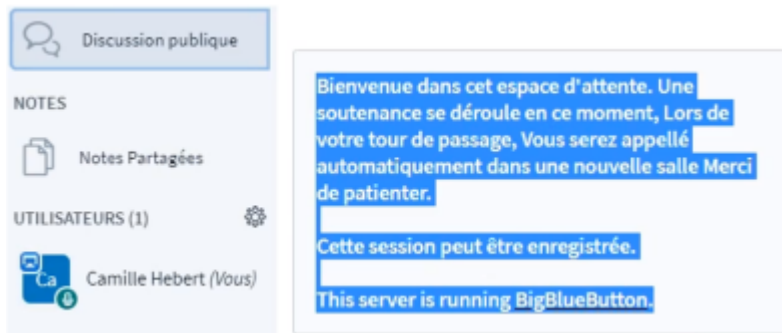 Discussion publique
NOTES
Notes Partagées
UTILISATEURS (1)
Ca
Camille Hebert (Vous)
Bienvenue dans cet espace d'attente. Une
soutenance se déroule en ce moment, Lors de
votre tour de passage, Vous serez appellé
automatiquement dans une nouvelle salle Merci
de patienter.
Cette session peut être enregistrée.
This server is running BigBlueButton.